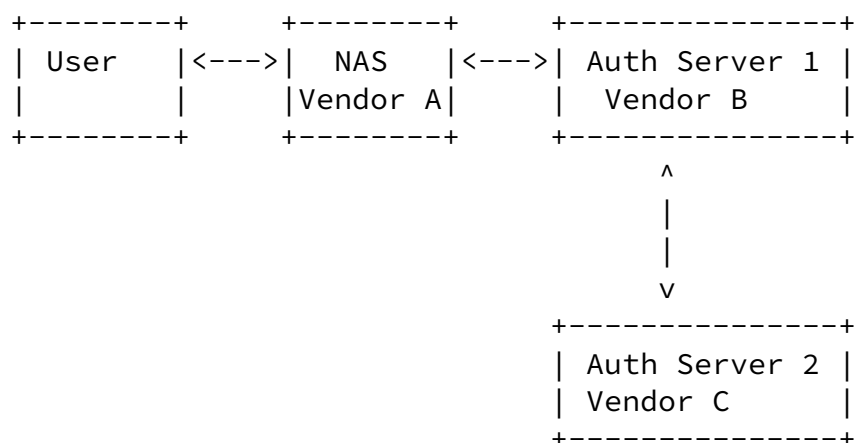 User NAS Auth Server 1
Vendor A Vendor B
Auth Server 2
Vendor C